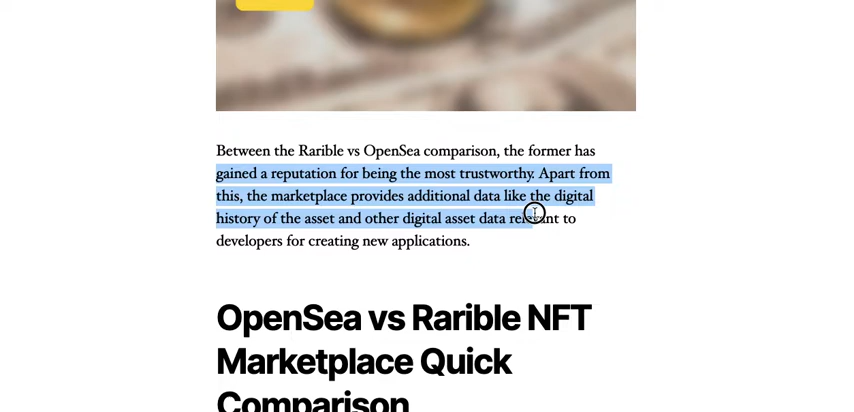 Between the Rarible vs OpenSea comparison, the former has
gained a reputation for being the most trustworthy. Apart from
this, the marketplace provides additional data like the digital
history of the asset and other digital asset data relevant to
developers for creating new applications.
OpenSea vs Rarible NFT
Marketplace Quick
Comparison